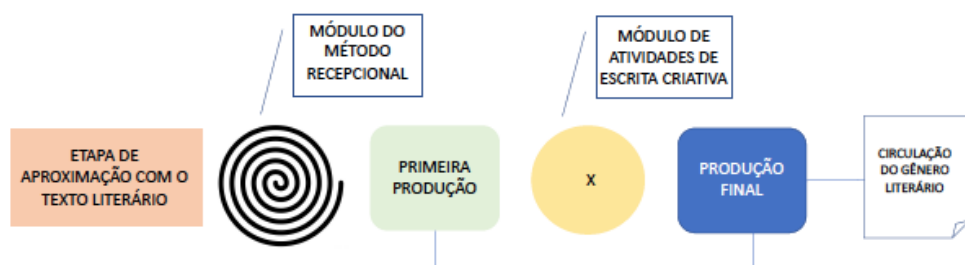 MÓDULO DO
MÉTODO
RECEPCIONAL
MÓDULO DE
ATIVIDADES DE
ESCRITA CRIATIVA
ETAPA DE
APROXIMAÇÃO COM O
TEXTO LITERÁRIO
PRIMEIRA
PRODUÇÃO
X
PRODUÇÃO
FINAL
CIRCULAÇÃO
DO GÊNERO
LITERÁRIO